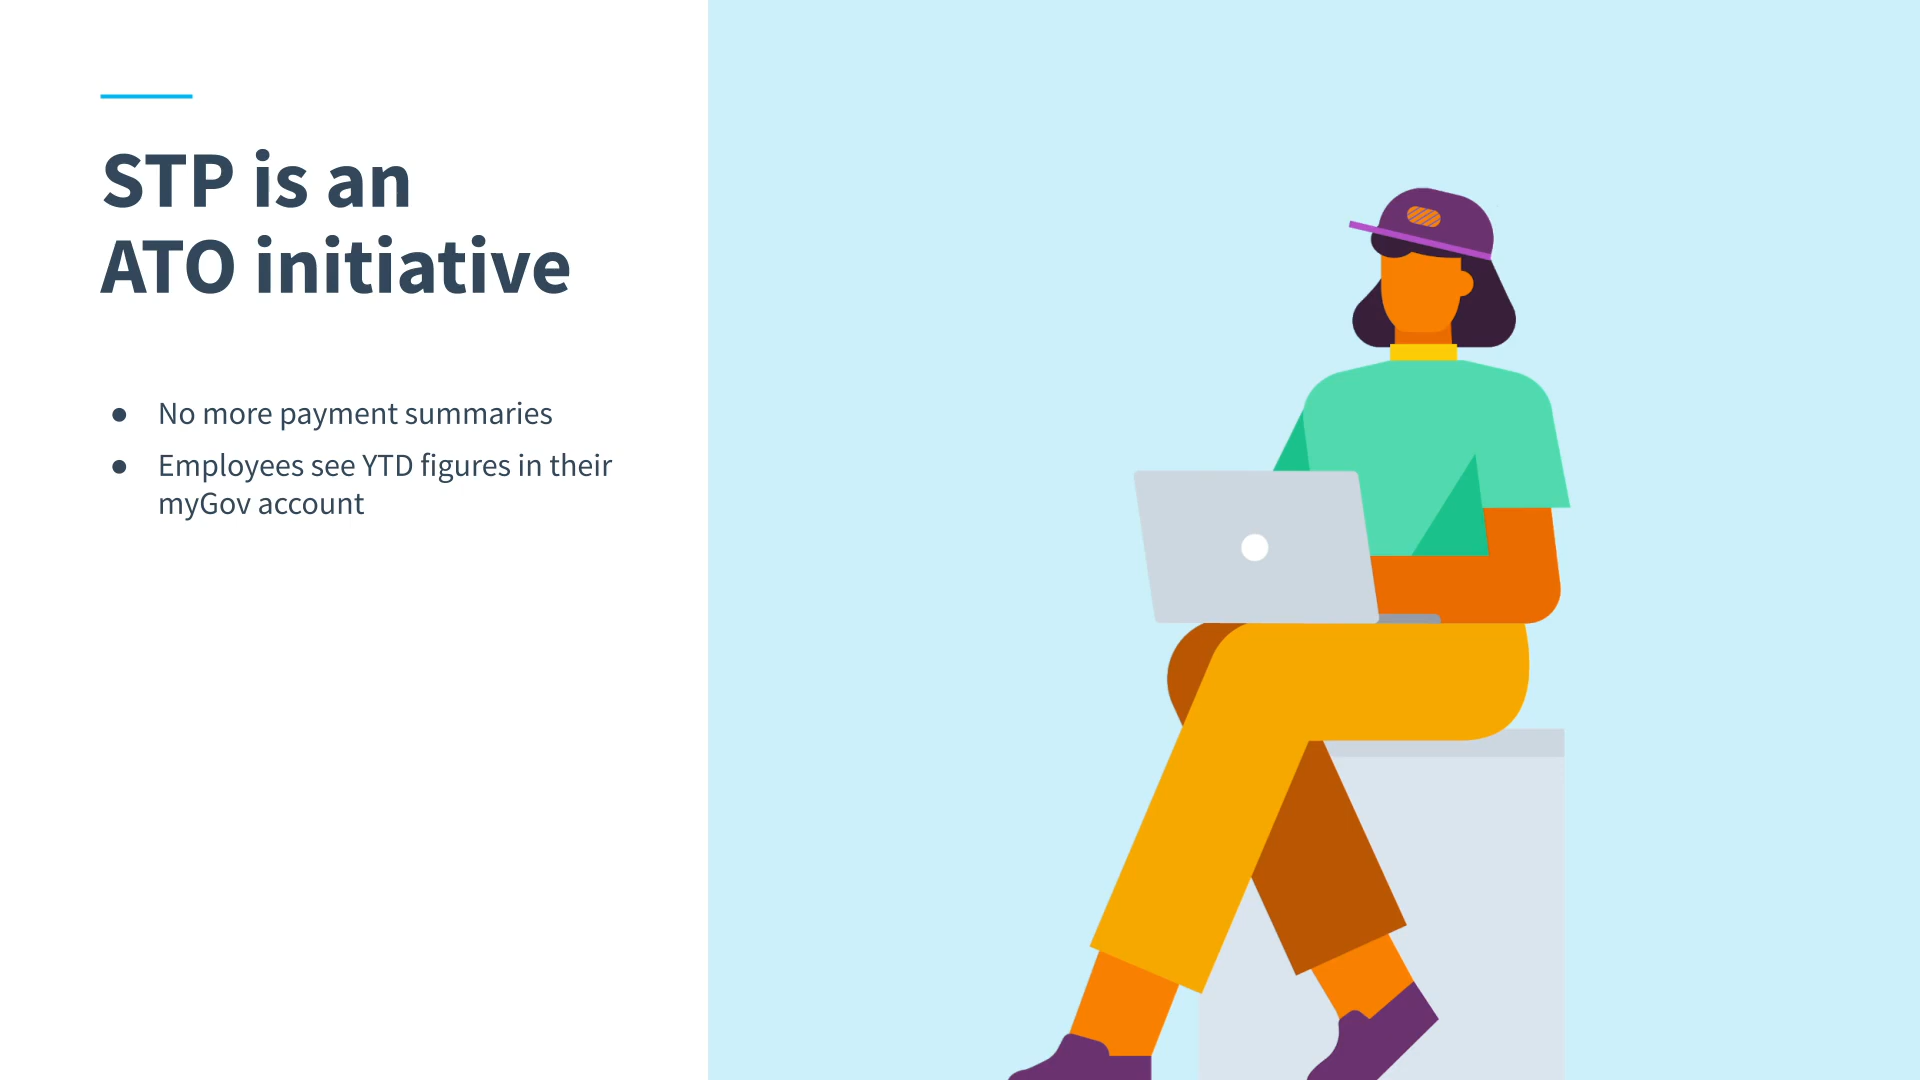 STP is an
ATO initiative
● No more payment summaries
● Employees see YTD figures in their
myGov account